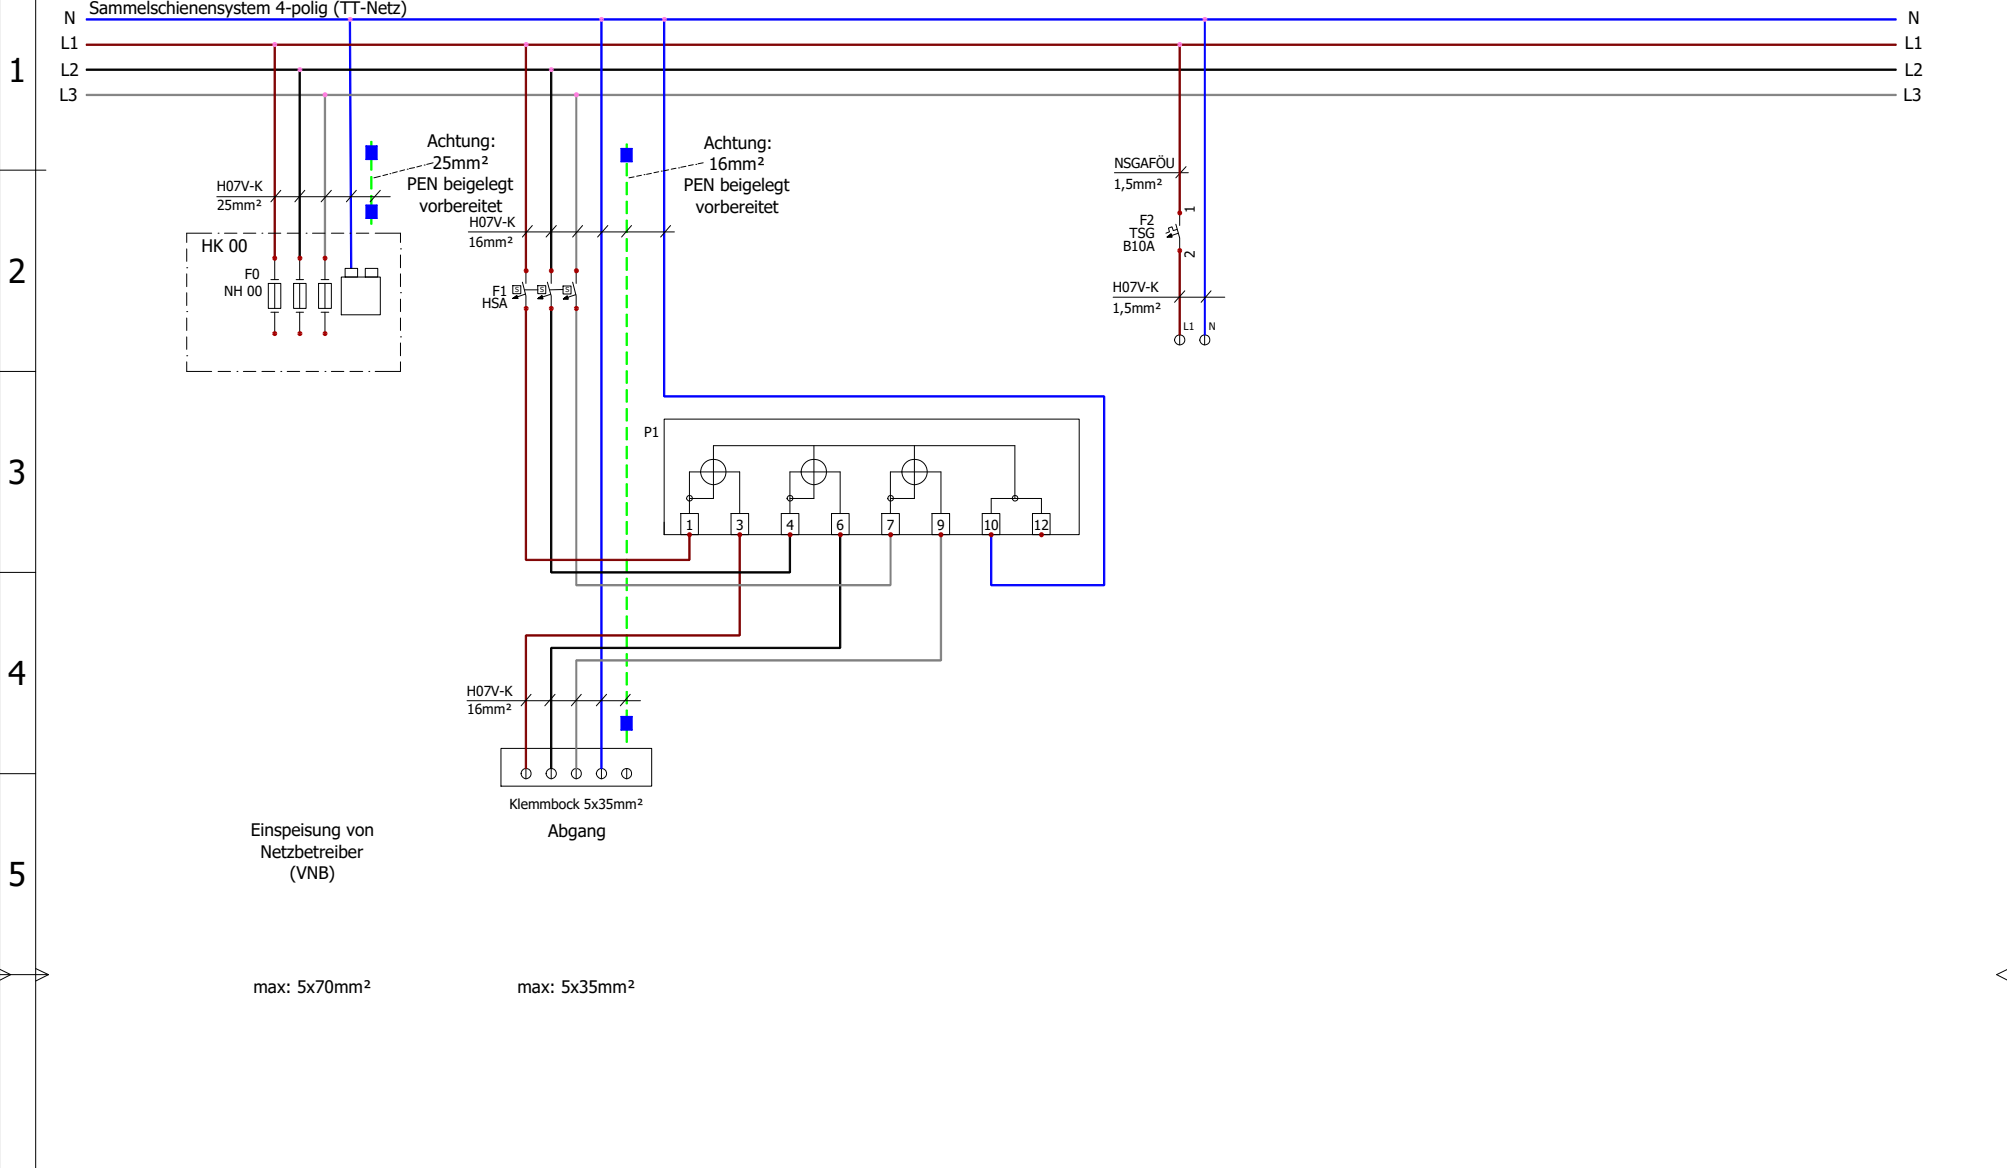 Sammelschienensystem 4-polig (TT-Netz)
N
N
L1
L1
1
L2
L2
L3
L3
Achtung:
25mm²
PEN beigelegt
vorbereitet
Achtung:
16mm²
PEN beigelegt
vorbereitet
NSGAFÖU
1,5mm²
H07V-K
25mm²
H07V-K
16mm²
1
F2
TSG
B10A
2
HK 00
F0
NH 00
2
F1
HSA
S
S
S
H07V-K
1,5mm²
L1
N
P1
3
1
3
4
6
7
9
10
12
4
H07V-K
16mm²
Klemmbock 5x35mm²
Abgang
Einspeisung von
Netzbetreiber
(VNB)
5
max: 5x70mm²
max: 5x35mm²